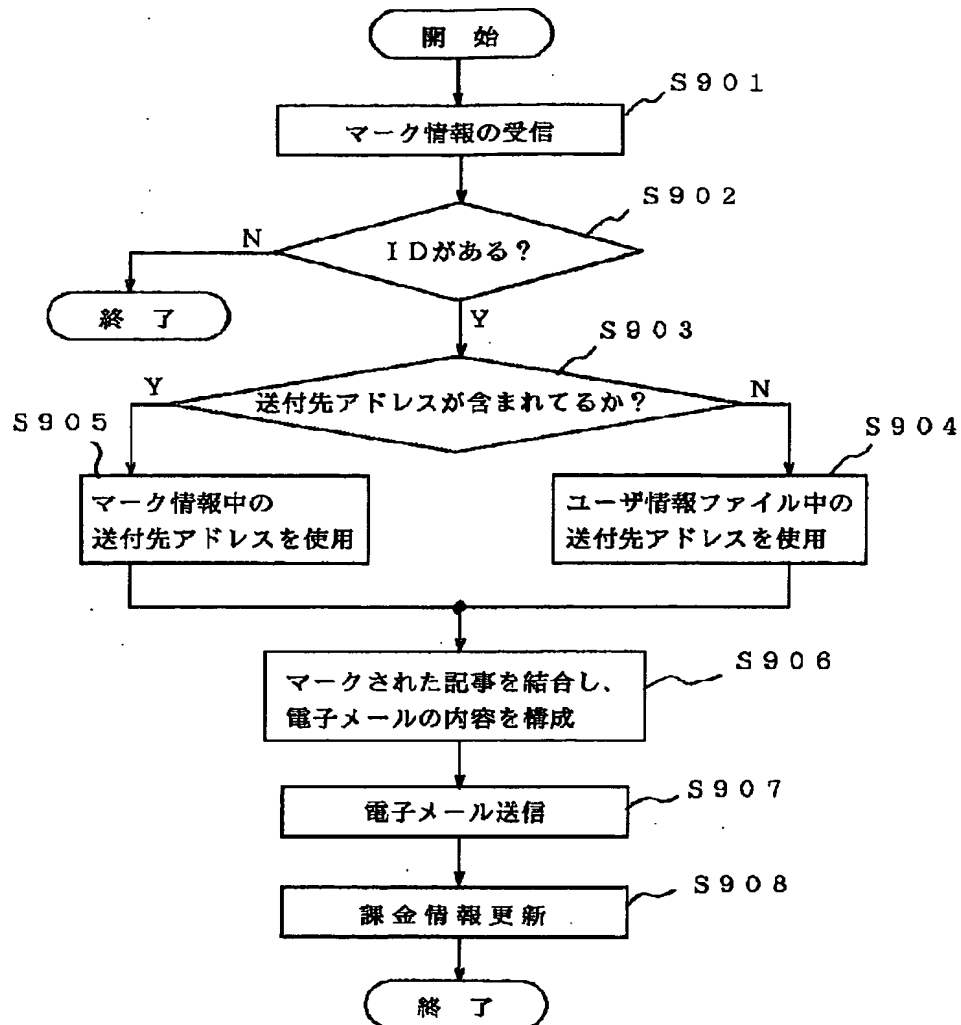 開 始
S901
マーク情報の受信
S902
N
IDがある?
終 了
Y
S903
Y
送付先アドレスが含まれてるか?
N
S905
S904
マーク情報中の
送付先アドレスを使用
ユーザ情報ファイル中の
送付先アドレスを使用
S906
マークされた記事を結合し、
電子メールの内容を構成
S907
電子メール送信
S908
課金情報更新
終 了